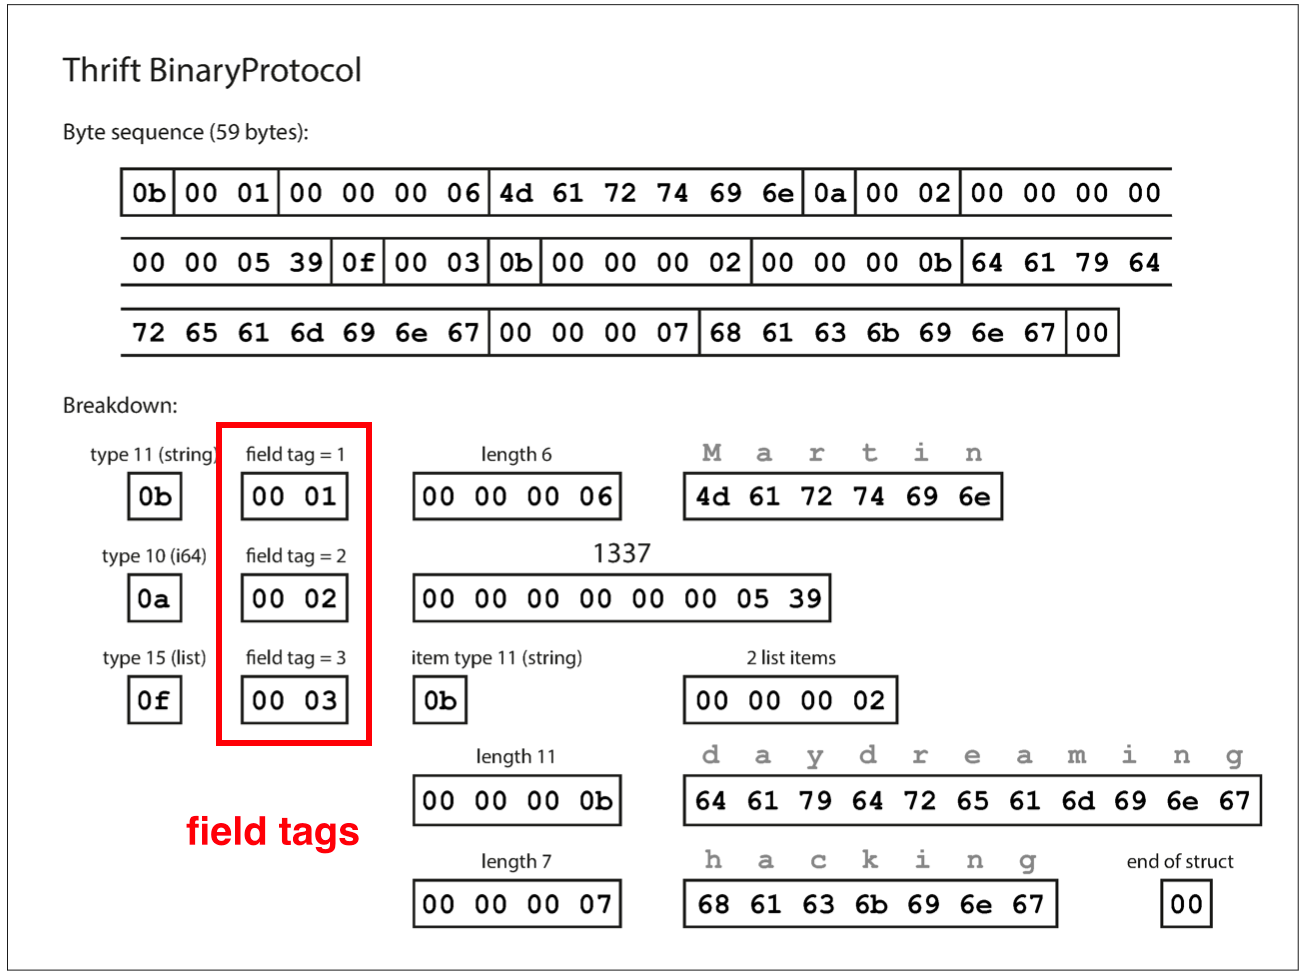 Thrift BinaryProtocol
Byte sequence (59 bytes):
0b 00 01 00 00 00 06 4d 61 72 74 69 6e 0a 00 02 00 00 00 00
00 00 05 39 0f 00 03 0b 00 00 00 02 00 00 00 0b 64 61 79 64
72 65 61 6d 69 6e 67 00 00 00 07 68 61 63 6b 69 6e 67 00
Breakdown:
type 11 (string) field tag = 1 length 6 M a r t i n
0b 00 01 00 00 00 06 4d 61 72 74 69 6e
type 10 (i64) field tag = 2 1337
0a 00 02 00 00 00 00 00 00 05 39
type 15 (list) field tag = 3 item type 11 (string) 2 list items
0f 00 03 0b 00 00 00 02
length 11 d a y d r e a m i n g
00 00 00 0b 64 61 79 64 72 65 61 6d 69 6e 67
field tags
length 7 h a c k i n g end of struct
00 00 00 07 68 61 63 6b 69 6e 67 00